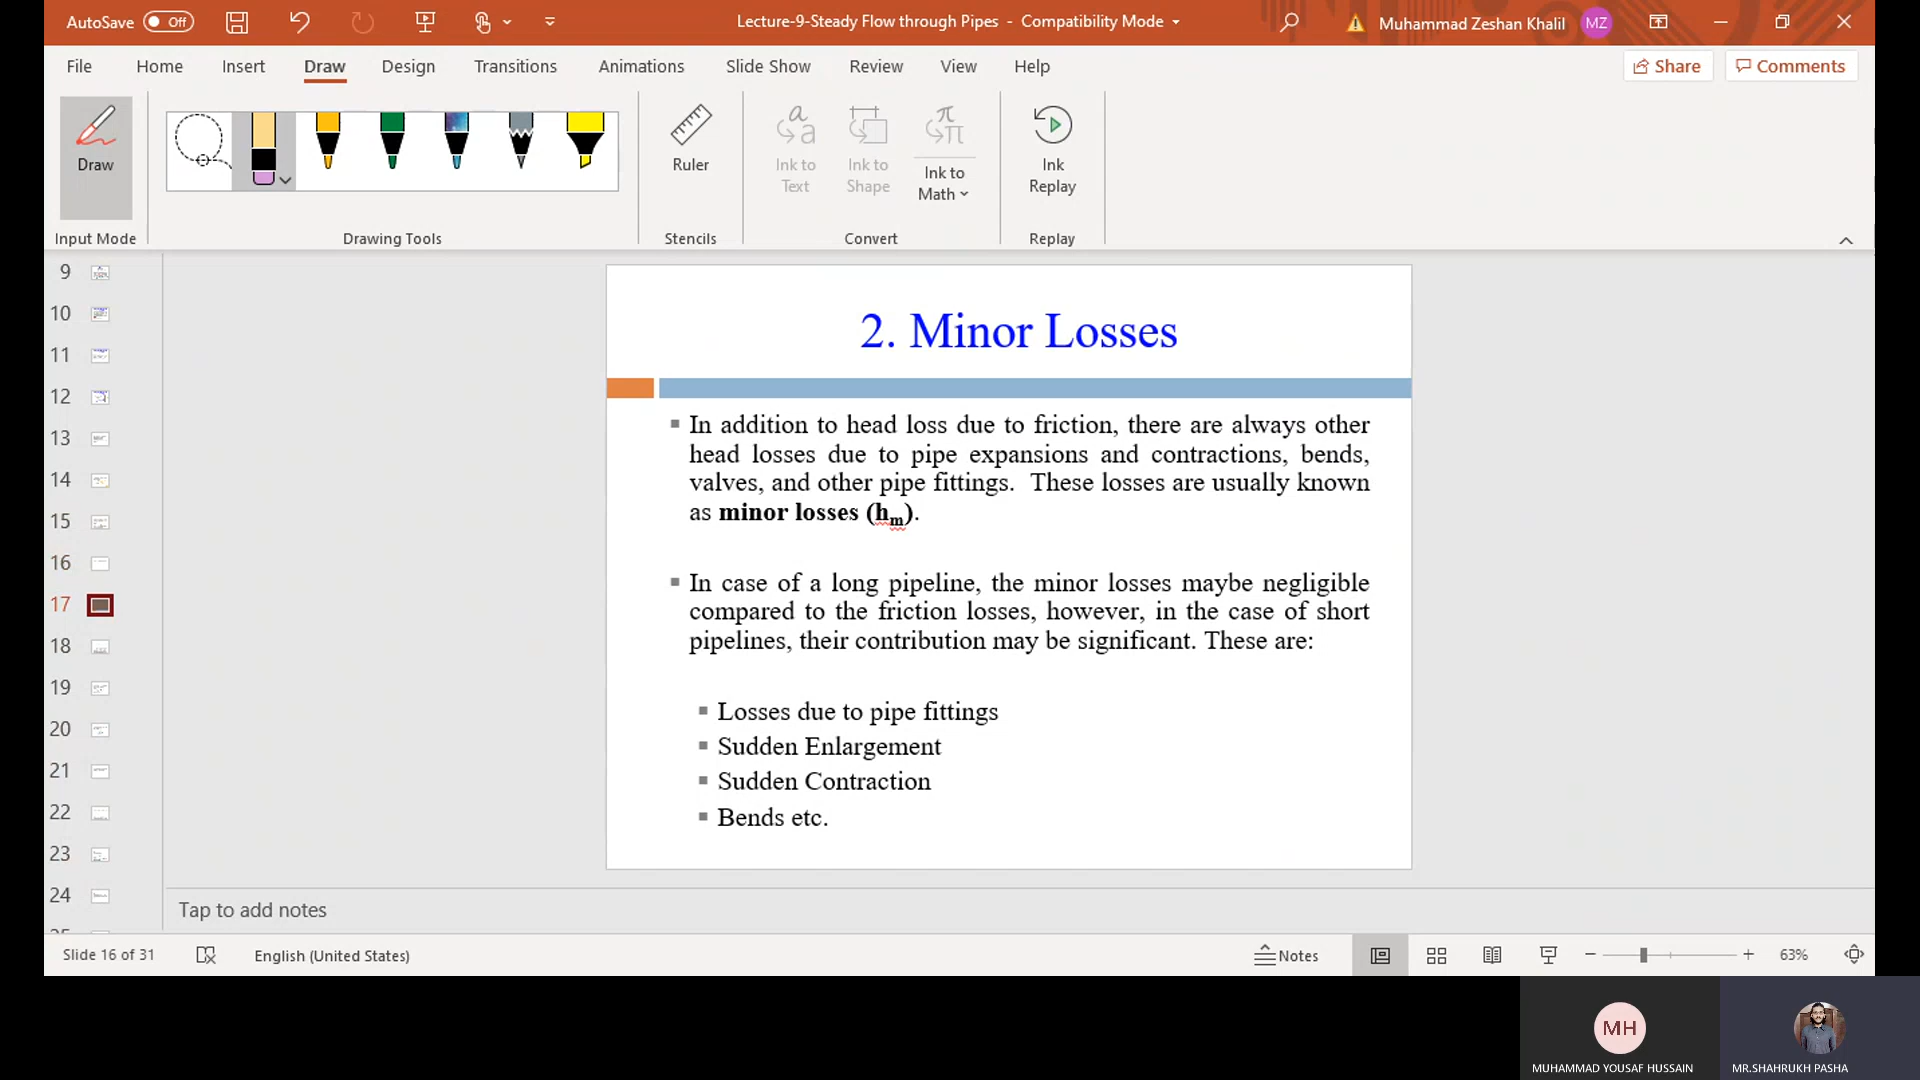 AutoSave Off
Lecture-9-Steady Flow through Pipes - Compatibility Mode
Muhammad Zeshan Khalil MZ
File Home Insert Draw Design Transitions Animations Slide Show Review View Help
Share Comments
Draw
Ruler
Ink to Text
Ink to Shape
Ink to Math
Ink Replay
Input Mode Drawing Tools Stencils Convert Replay
9
10
11
12
13
14
15
16
17
18
19
20
21
22
23
24
2. Minor Losses
In addition to head loss due to friction, there are always other
head losses due to pipe expansions and contractions, bends,
valves, and other pipe fittings. These losses are usually known
as minor losses (hm).
In case of a long pipeline, the minor losses maybe negligible
compared to the friction losses, however, in the case of short
pipelines, their contribution may be significant. These are:
Losses due to pipe fittings
Sudden Enlargement
Sudden Contraction
Bends etc.
Tap to add notes
Slide 16 of 31 English (United States) Notes 63%
MH
MUHAMMAD YOUSAF HUSSAIN
MR.SHAHRUKH PASHA